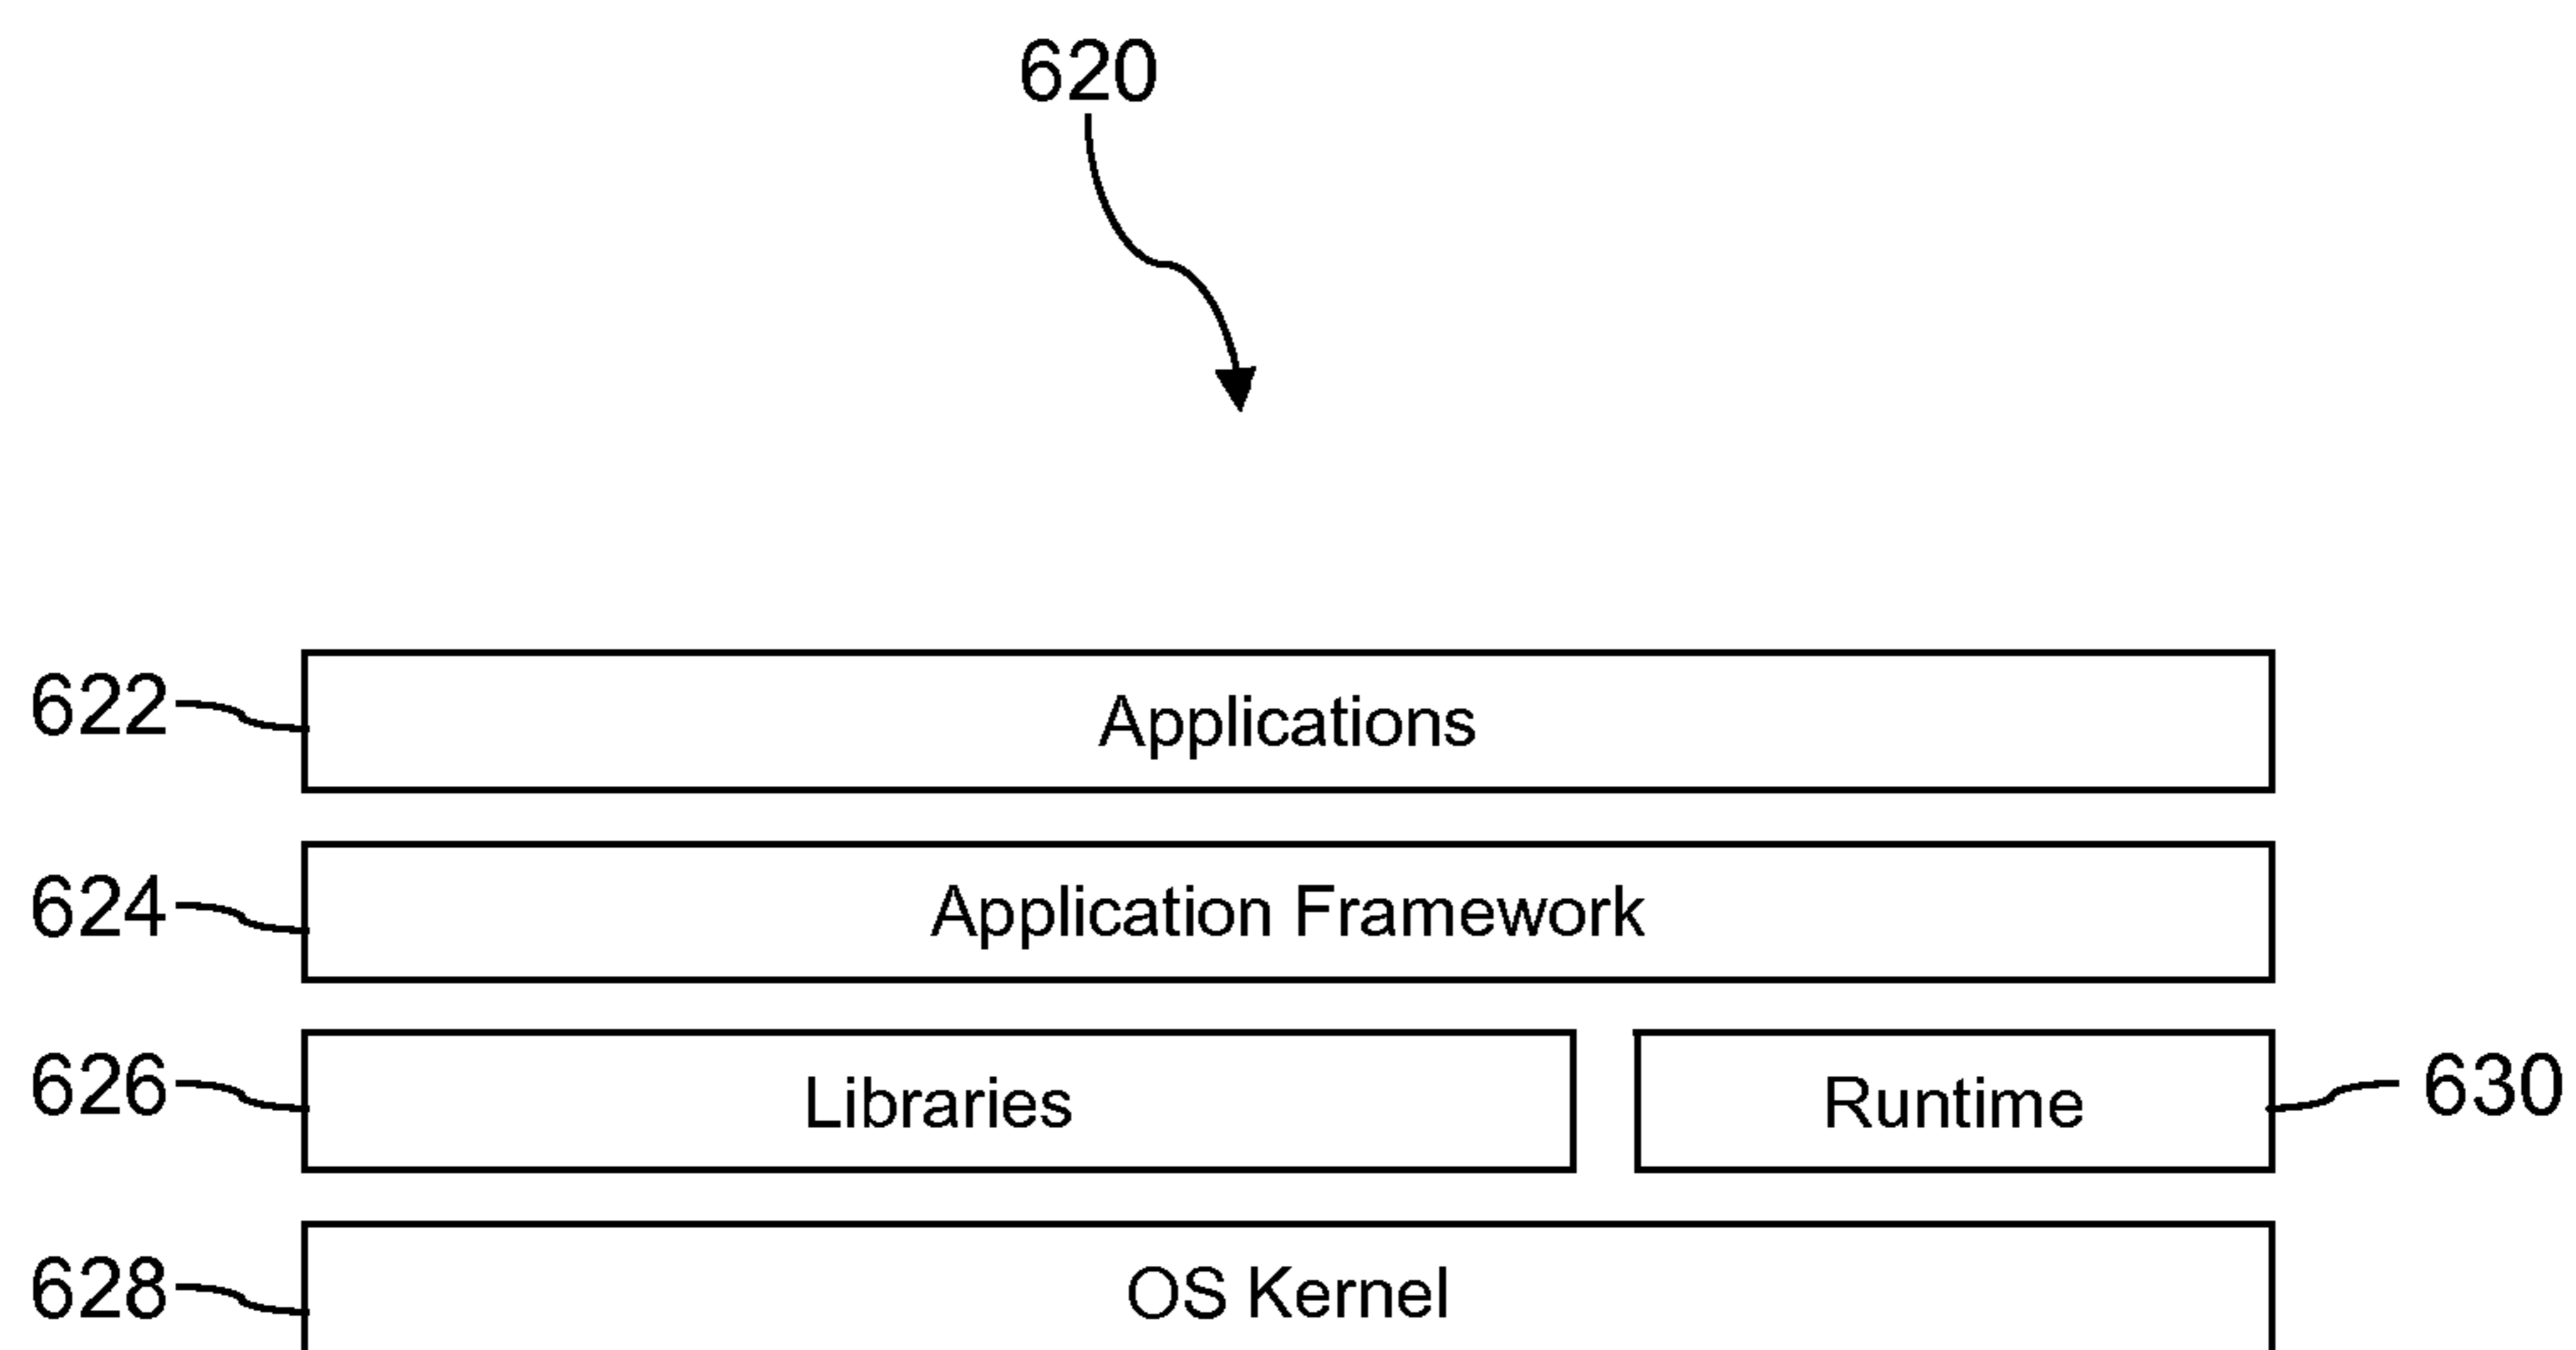 620
622 Applications
624 Application Framework
626 Libraries Runtime 630
628 OS Kernel